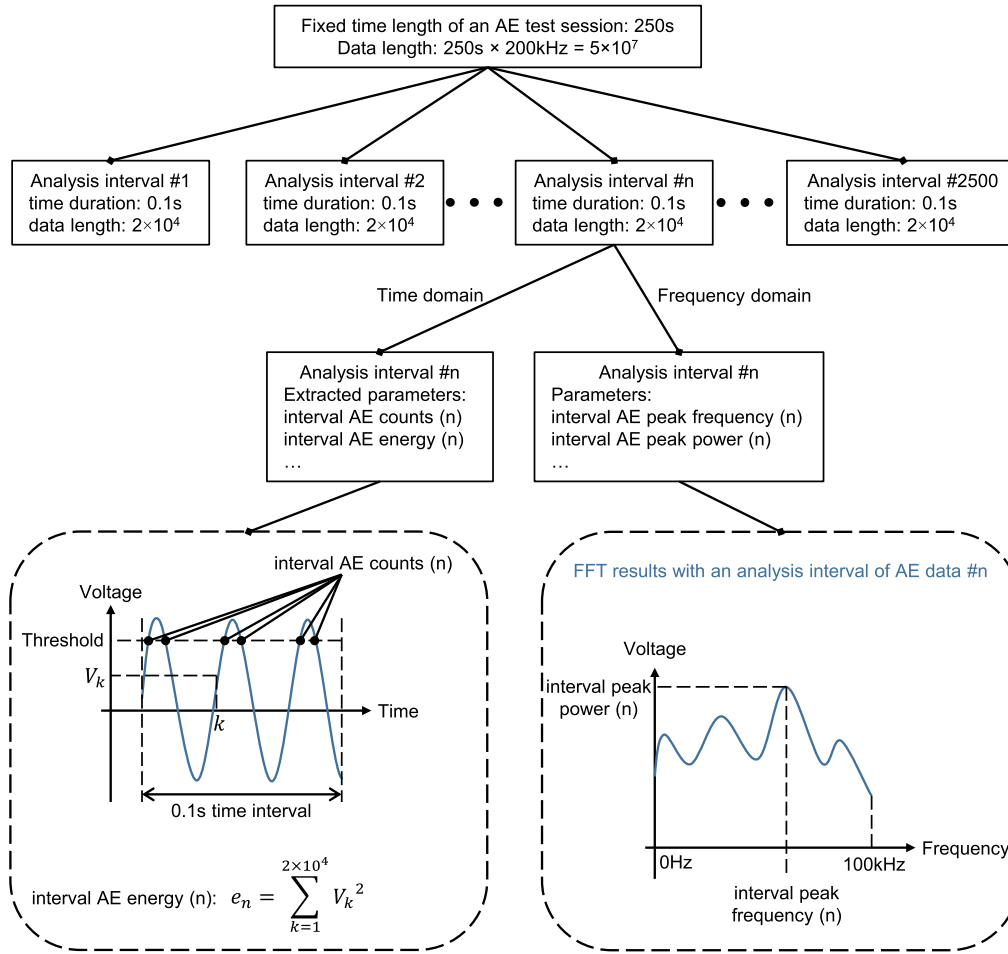 Fixed time length of an AE test session: 250s
Data length: 250s × 200kHz = 5×10⁷
Analysis interval #1
time duration: 0.1s
data length: 2×10⁴
Analysis interval #2
time duration: 0.1s
data length: 2×10⁴
Analysis interval #n
time duration: 0.1s
data length: 2×10⁴
Analysis interval #2500
time duration: 0.1s
data length: 2×10⁴
Time domain
Frequency domain
Analysis interval #n
Extracted parameters:
interval AE counts (n)
interval AE energy (n)
…
Analysis interval #n
Parameters:
interval AE peak frequency (n)
interval AE peak power (n)
…
interval AE counts (n)
Voltage
Threshold
V_k
k
Time
0.1s time interval
interval AE energy (n): e_n = ∑_{k=1}^{2×10⁴} V_k²
FFT results with an analysis interval of AE data #n
Voltage
interval peak
power (n)
0Hz
100kHz
Frequency
interval peak
frequency (n)